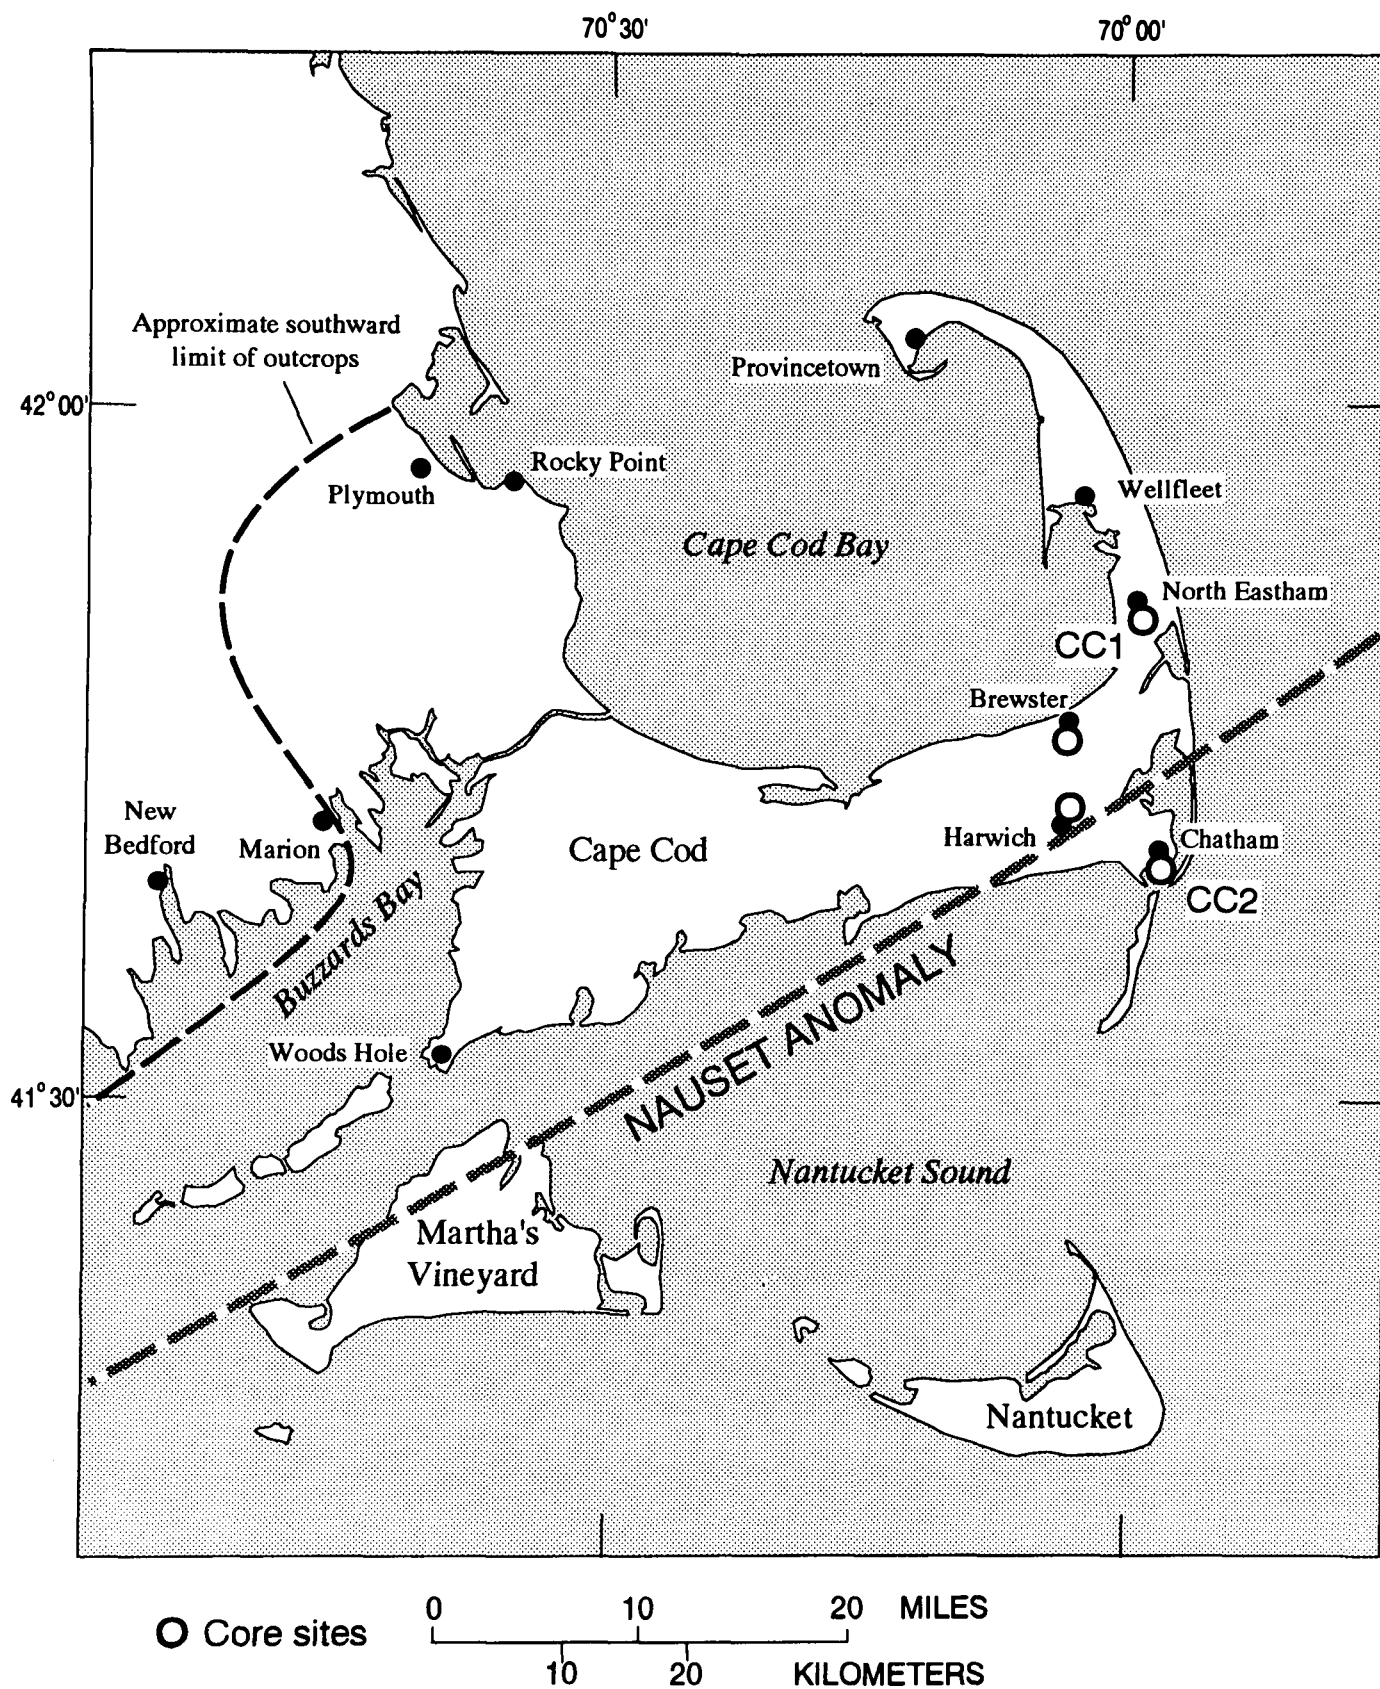 70° 30'
70° 00'
Approximate southward
limit of outcrops
Provincetown
42° 00'
Rocky Point
Plymouth
Wellfleet
Cape Cod Bay
North Eastham
CC1
Brewster
New
Bedford
Marion
Cape Cod
Harwich
Chatham
CC2
Buzzards Bay
NAUSET ANOMALY
Woods Hole
41° 30'
Nantucket Sound
Martha's
Vineyard
Nantucket
Core sites
0 10 20 MILES
10 20 KILOMETERS